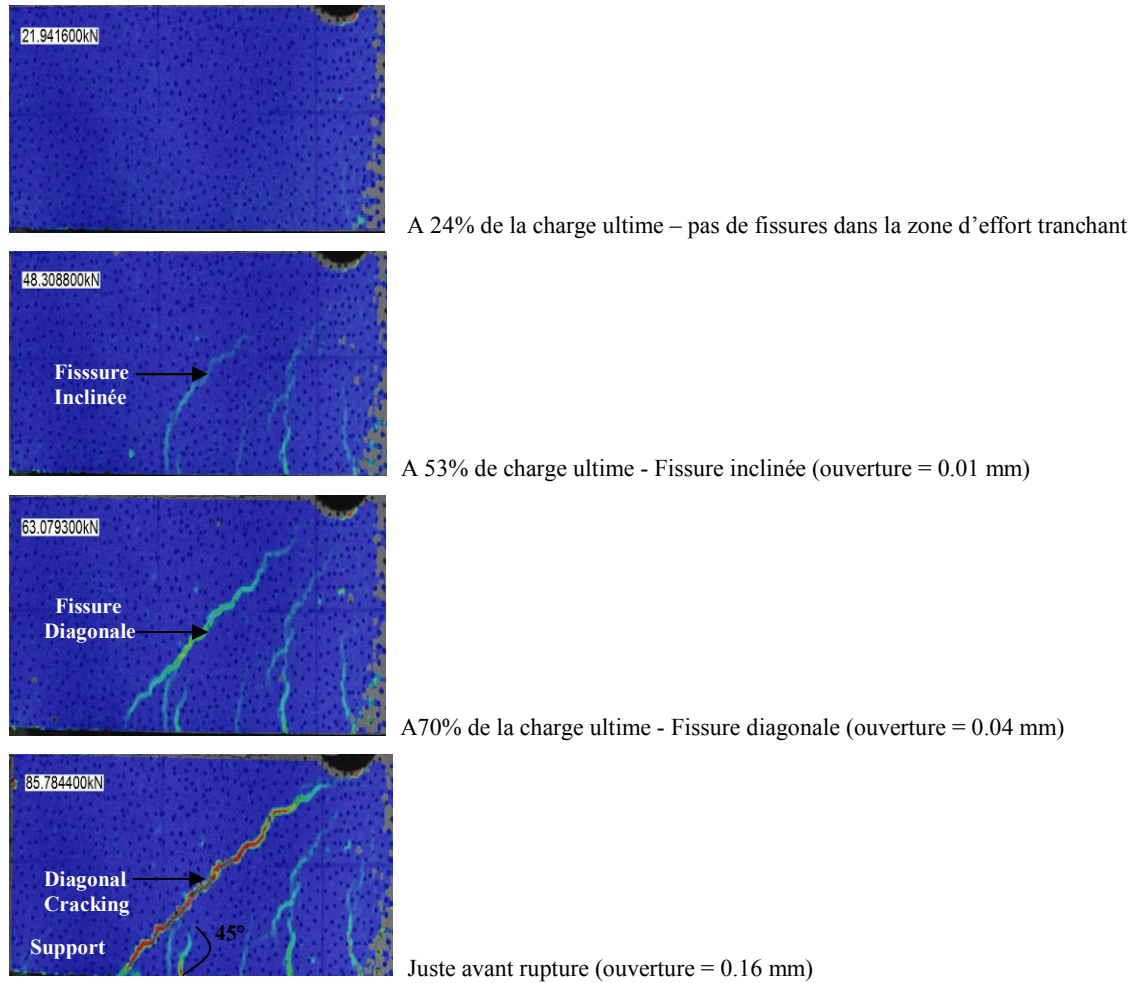 21.941600kN
A 24% de la charge ultime – pas de fissures dans la zone d’effort tranchant
48.308800kN
Fisssure
Inclinée
A 53% de charge ultime - Fissure inclinée (ouverture = 0.01 mm)
63.079300kN
Fissure
Diagonale
A70% de la charge ultime - Fissure diagonale (ouverture = 0.04 mm)
85.784400kN
Diagonal
Cracking
45°
Support
Juste avant rupture (ouverture = 0.16 mm)